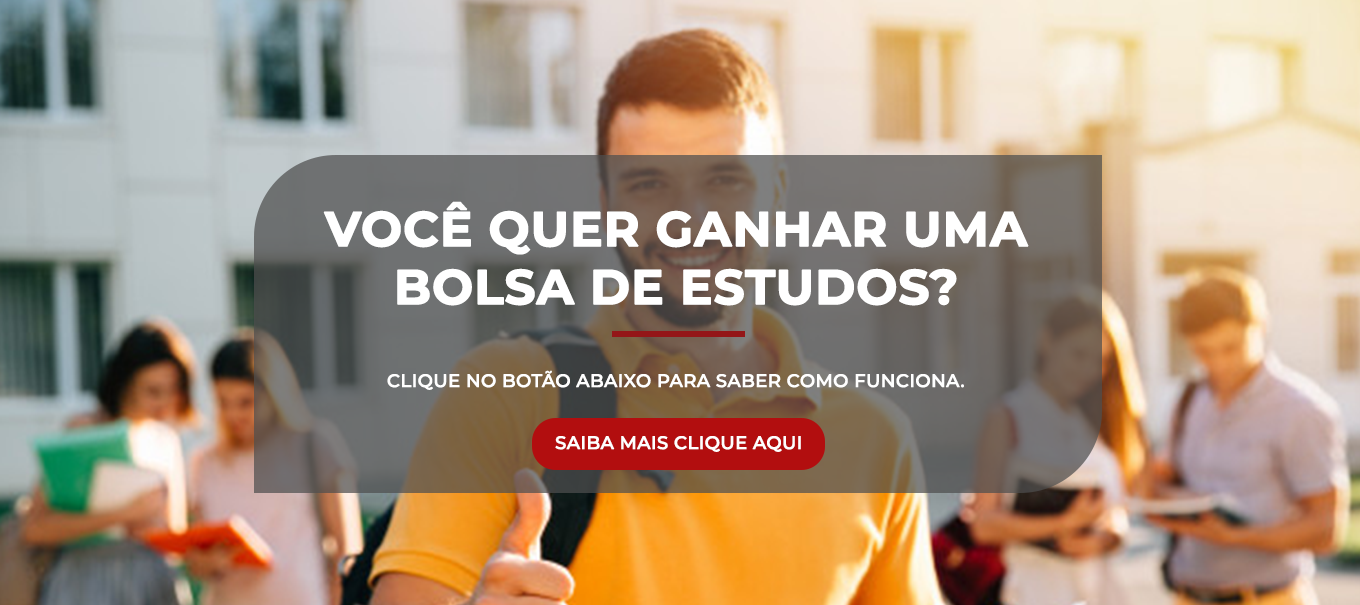 VOCÊ QUER GANHAR UMA
BOLSA DE ESTUDOS?
CLIQUE NO BOTÃO ABAIXO PARA SABER COMO FUNCIONA.
SAIBA MAIS CLIQUE AQUI